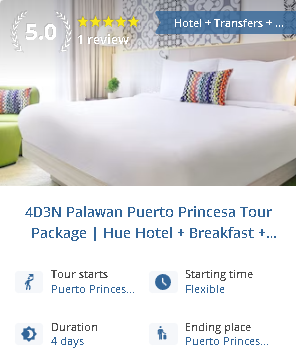 5.0
1 review
Hotel + Transfers + ...
4D3N Palawan Puerto Princesa Tour
Package | Hue Hotel + Breakfast +...
Tour starts
Puerto Princes...
Starting time
Flexible
Duration
4 days
Ending place
Puerto Princes...